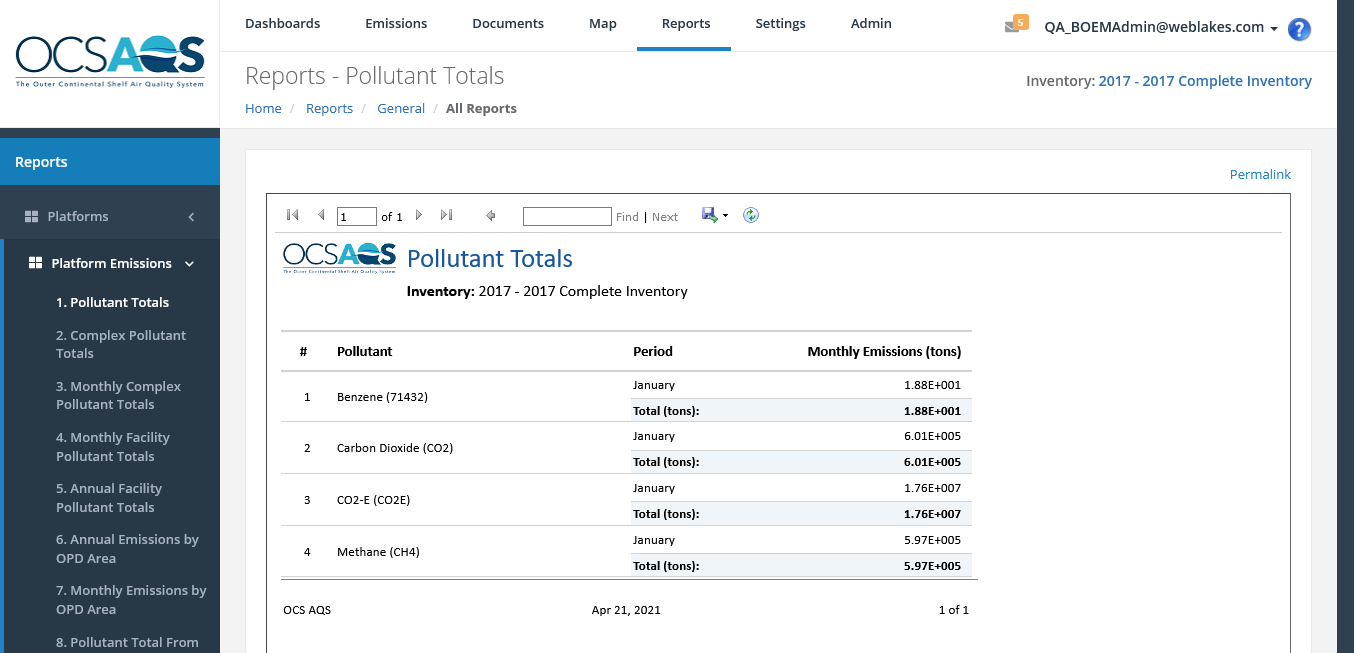 OCSAQS
The Outer Continental Shelf Air Quality System
Dashboards Emissions Documents Map Reports Settings Admin
5 QA_BOEMAdmin@weblakes.com ?
Reports - Pollutant Totals
Inventory: 2017 - 2017 Complete Inventory
Home / Reports / General / All Reports
Reports
Platforms
Platform Emissions
1. Pollutant Totals
2. Complex Pollutant
Totals
3. Monthly Complex
Pollutant Totals
4. Monthly Facility
Pollutant Totals
5. Annual Facility
Pollutant Totals
6. Annual Emissions by
OPD Area
7. Monthly Emissions by
OPD Area
8. Pollutant Total From
Permalink
1 of 1 Find | Next
OCSAQS
The Outer Continental Shelf Air Quality System
Pollutant Totals
Inventory: 2017 - 2017 Complete Inventory
# Pollutant Period Monthly Emissions (tons)
1 Benzene (71432) January 1.88E+001
Total (tons): 1.88E+001
2 Carbon Dioxide (CO2) January 6.01E+005
Total (tons): 6.01E+005
3 CO2-E (CO2E) January 1.76E+007
Total (tons): 1.76E+007
4 Methane (CH4) January 5.97E+005
Total (tons): 5.97E+005
OCS AQS Apr 21, 2021 1 of 1